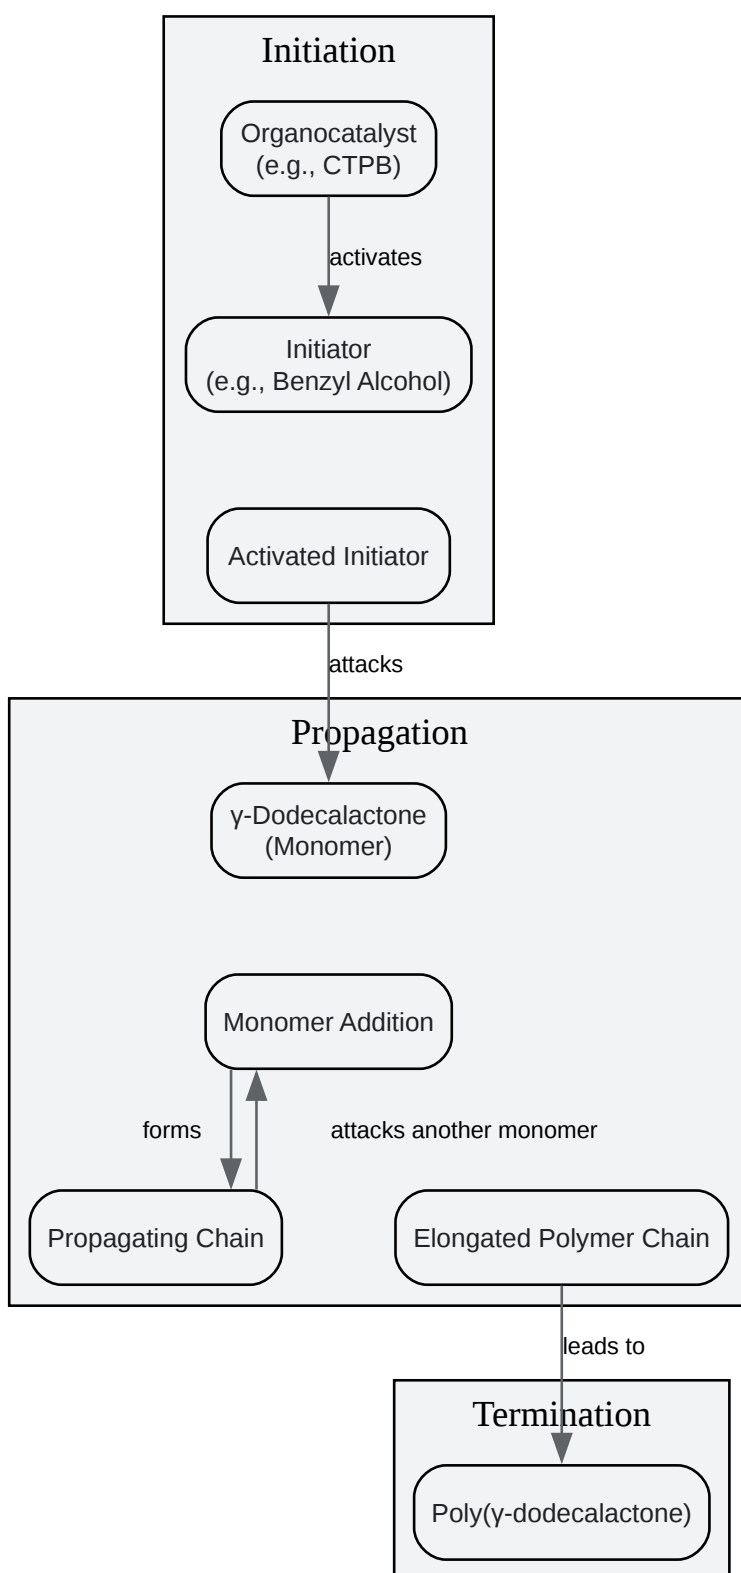 Initiation
Organocatalyst
(e.g., CTPB)
activates
Initiator
(e.g., Benzyl Alcohol)
Activated Initiator
attacks
Propagation
γ-Dodecalactone
(Monomer)
Monomer Addition
forms
attacks another monomer
Propagating Chain
Elongated Polymer Chain
leads to
Termination
Poly(γ-dodecalactone)